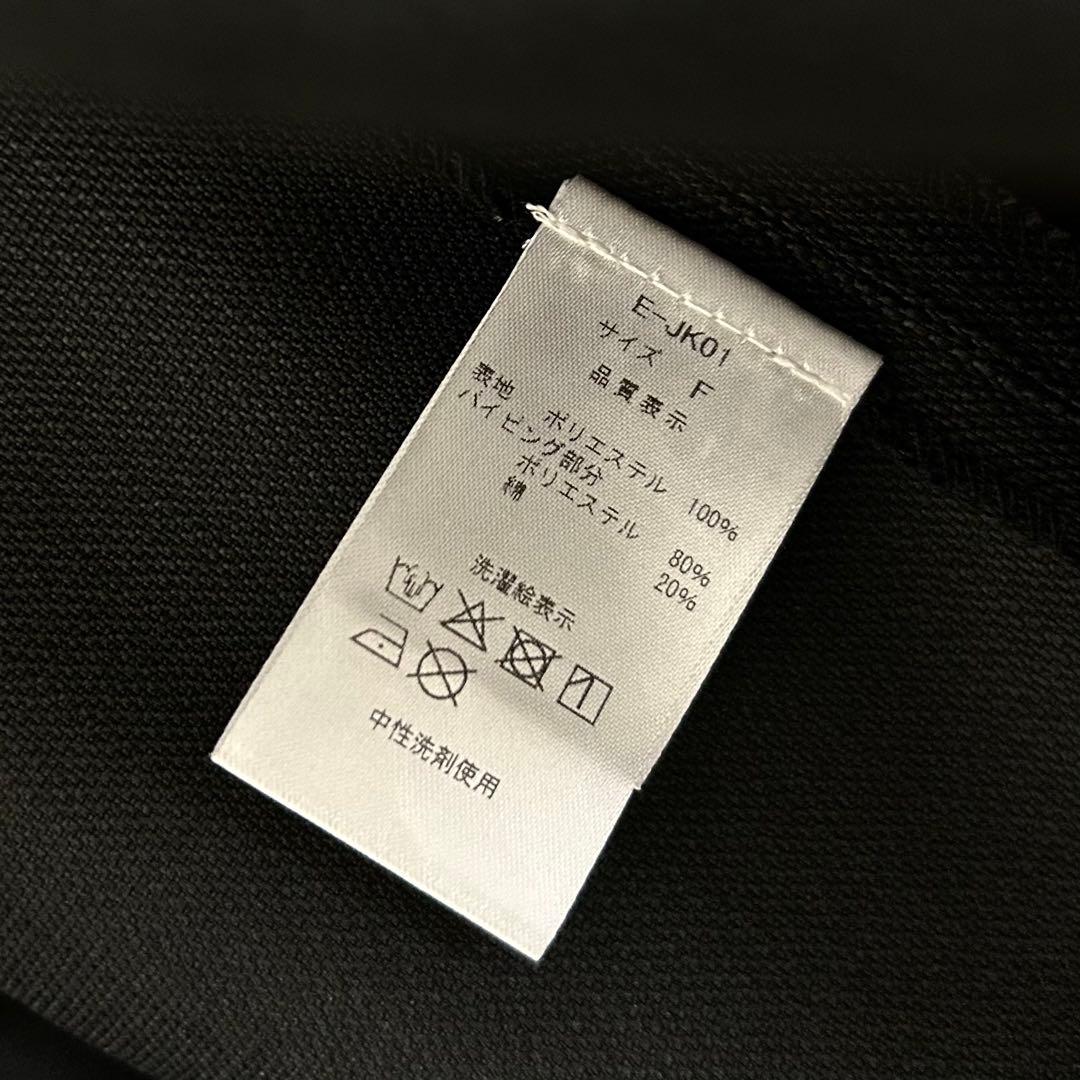 E-JK01
サイズ F
品質表示
表地 ポリエステル 100%
パイピング部分
ポリエステル 80%
綿 20%
洗濯絵表示
中性洗剤使用